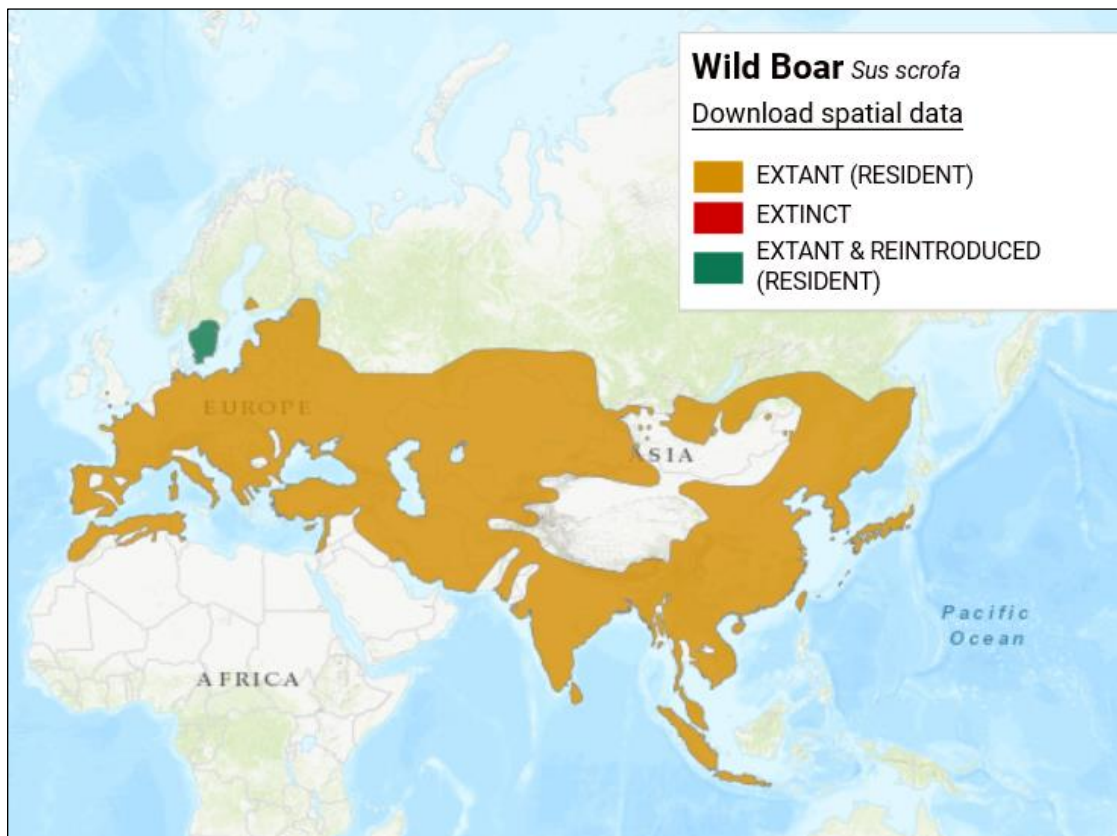 Wild Boar Sus scrofa
Download spatial data
EXTANT (RESIDENT)
EXTINCT
EXTANT & REINTRODUCED
(RESIDENT)
EUROPE
ASIA
AFRICA
Pacific
Ocean